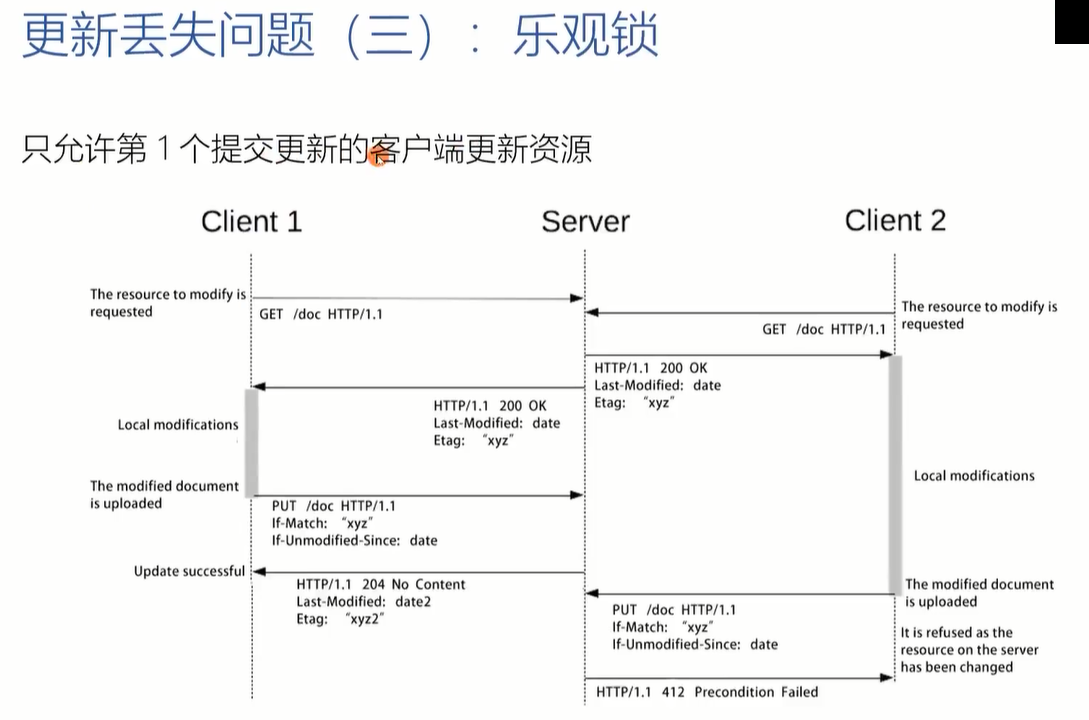 更新丢失问题（三）：乐观锁
只允许第 1 个提交更新的客户端更新资源
Client 1
Server
Client 2
The resource to modify is
requested
GET /doc HTTP/1.1
The resource to modify is
requested
GET /doc HTTP/1.1
HTTP/1.1 200 OK
Last-Modified: date
Etag: "xyz"
HTTP/1.1 200 OK
Last-Modified: date
Etag: "xyz"
Local modifications
Local modifications
The modified document
is uploaded
PUT /doc HTTP/1.1
If-Match: "xyz"
If-Unmodified-Since: date
Update successful
HTTP/1.1 204 No Content
Last-Modified: date2
Etag: "xyz2"
The modified document
is uploaded
PUT /doc HTTP/1.1
If-Match: "xyz"
If-Unmodified-Since: date
It is refused as the
resource on the server
has been changed
HTTP/1.1 412 Precondition Failed